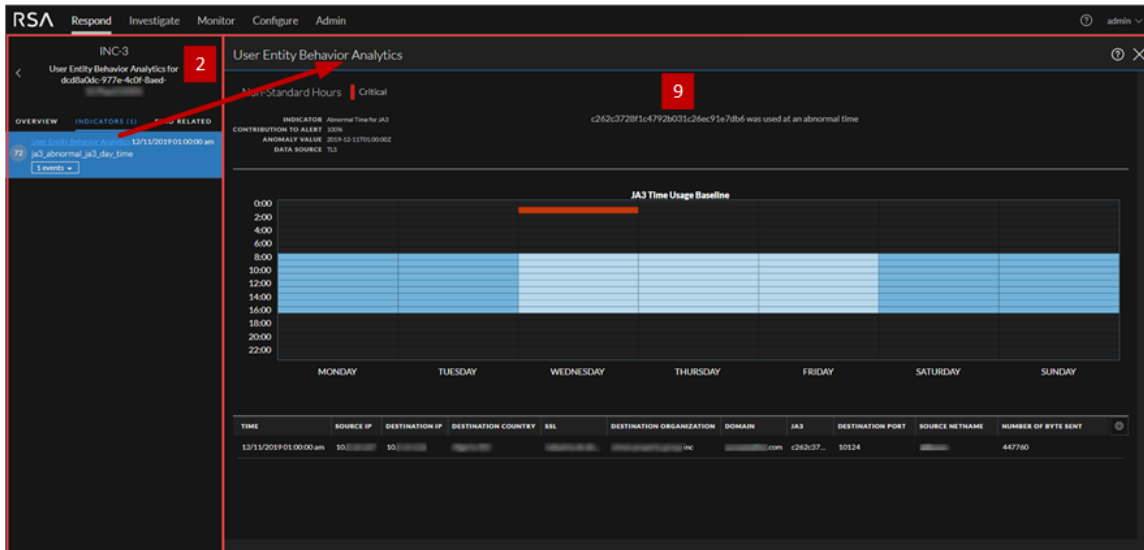 RSA Respond Investigate Monitor Configure Admin admin
INC-3
User Entity Behavior Analytics for
dcd8a0dc-977e-4c0f-8aed-
2
OVERVIEW INDICATORS (1) RELATED
User Entity Behavior Analytics 12/11/2019 01:00:00 am
72 ja3_abnormal_ja3_day_time
1 events
User Entity Behavior Analytics
Non-Standard Hours Critical
9
INDICATOR Abnormal Time for JA3
CONTRIBUTION TO ALERT 100%
ANOMALY VALUE 2019-12-11T01:00:00Z
DATA SOURCE TLS
c262c3728f1c4792b031c26ec91e7db6 was used at an abnormal time
JA3 Time Usage Baseline
0:00
2:00
4:00
6:00
8:00
10:00
12:00
14:00
16:00
18:00
20:00
22:00
MONDAY TUESDAY WEDNESDAY THURSDAY FRIDAY SATURDAY SUNDAY
TIME SOURCE IP DESTINATION IP DESTINATION COUNTRY SSL DESTINATION ORGANIZATION DOMAIN JA3 DESTINATION PORT SOURCE NETNAME NUMBER OF BYTE SENT
12/11/2019 01:00:00 am 10. 10. inc .com c262c37... 10124 447760